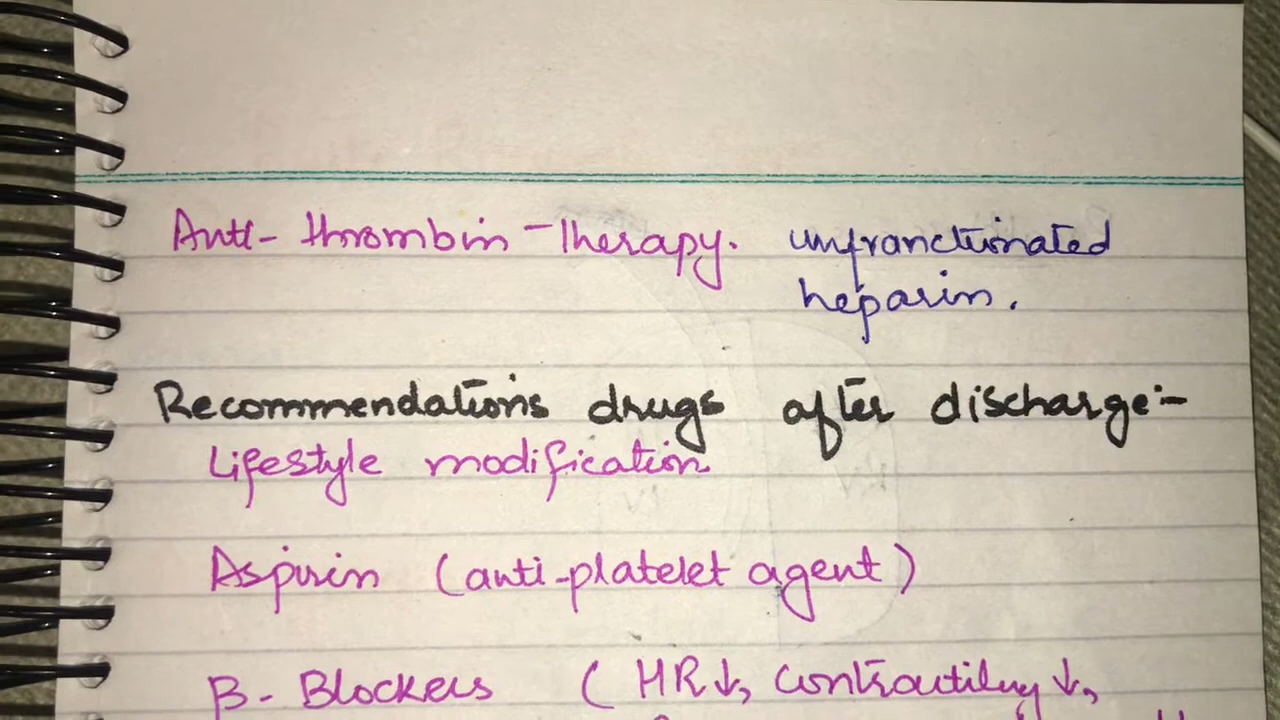 Anti- thrombin -Therapy. unfranctionated
heparin.
Recommendations drugs after discharge:-
Lifestyle modification
Aspirin (anti-platelet agent)
β- Blockers ( HR↓, contractility ↓,